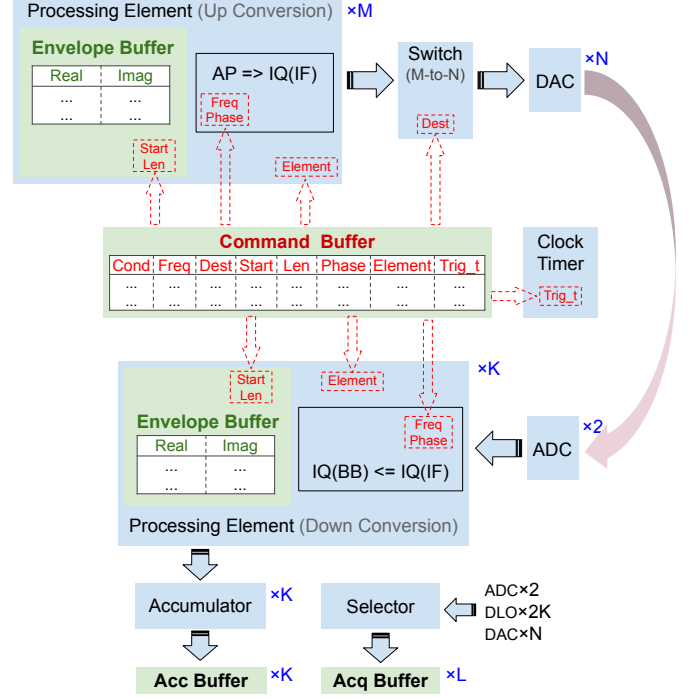 Processing Element (Up Conversion)
×M
Envelope Buffer
Real Imag
... ...
... ...
Start
Len
AP => IQ(IF)
Freq
Phase
Element
Switch
(M-to-N)
Dest
DAC
×N
Command Buffer
Cond Freq Dest Start Len Phase Element Trig_t
... ... ... ... ... ... ... ...
... ... ... ... ... ... ... ...
Clock
Timer
Trig_t
×K
Start
Len
Element
Envelope Buffer
Real Imag
... ...
... ...
Freq
Phase
IQ(BB) <= IQ(IF)
Processing Element (Down Conversion)
×2
ADC
Accumulator
×K
Selector
ADC×2
DLO×2K
DAC×N
Acc Buffer
×K
Acq Buffer
×L